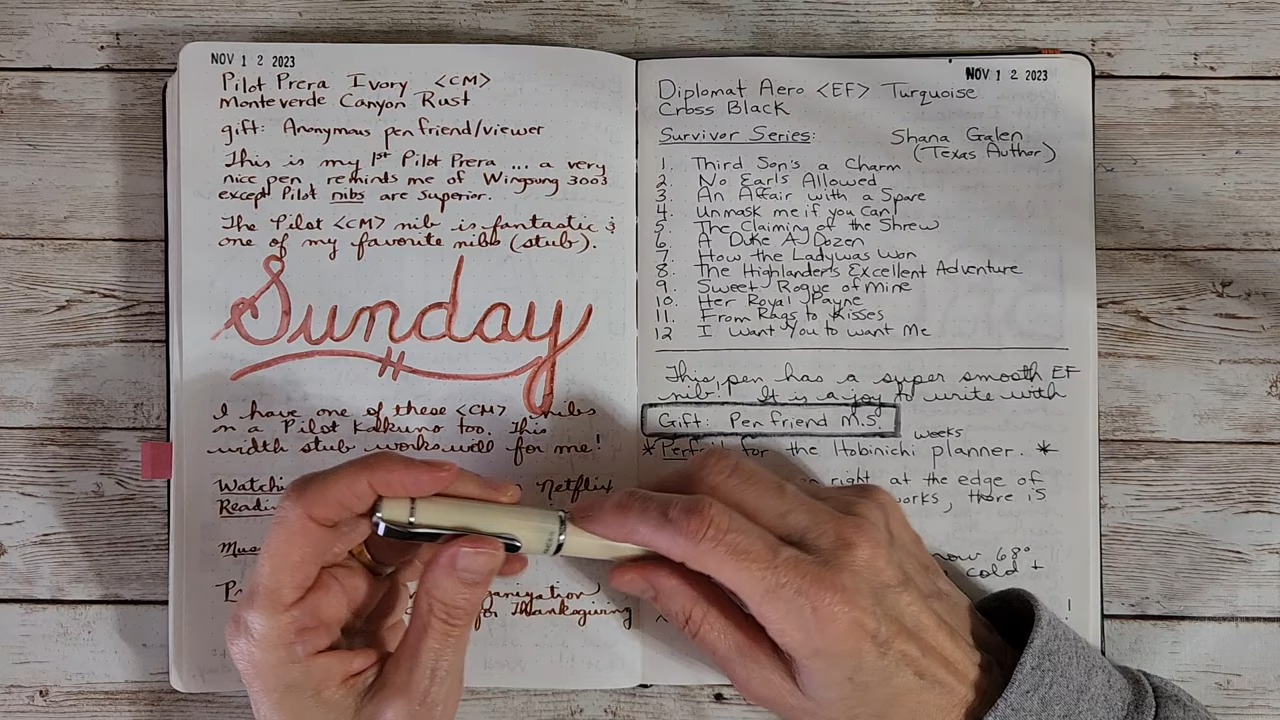 NOV 1 2 2023
Pilot Prera Ivory <CM>
Monteverde Canyon Rust
gift: Anonymous pen friend/viewer
This is my 1st Pilot Prera ... a very
nice pen reminds me of Wingsung 3003
except Pilot nibs are superior.
The Pilot <CM> nib is fantastic &
one of my favorite nibs (stub).
Sunday
I have one of these <CM> nibs
in a Pilot Kakuno too. This
width stub works well for me!
Netflix
for Thanksgiving
NOV 1 2 2023
Diplomat Aero <EF> Turquoise
Cross Black
Survivor Series: Shana Galen
(Texas Author)
1. Third Son's a Charm
2. No Earls Allowed
3. An Affair with a Spare
4. Unmask me if you Can
5. The Claiming of the Shrew
6. A Duke A Dozen
7. How the Lady was Won
8. The Highlander's Excellent Adventure
9. Sweet Rogue of Mine
10. Her Royal Payne
11. From Rags to Kisses
12 I Want You to want Me
This pen has a super smooth EF
nib, It is a joy to write with
Gift: Pen friend M.S.
weeks
*Perfect for the Hobinichi planner. *
right at the edge of
works, there is
now 68°
cold +